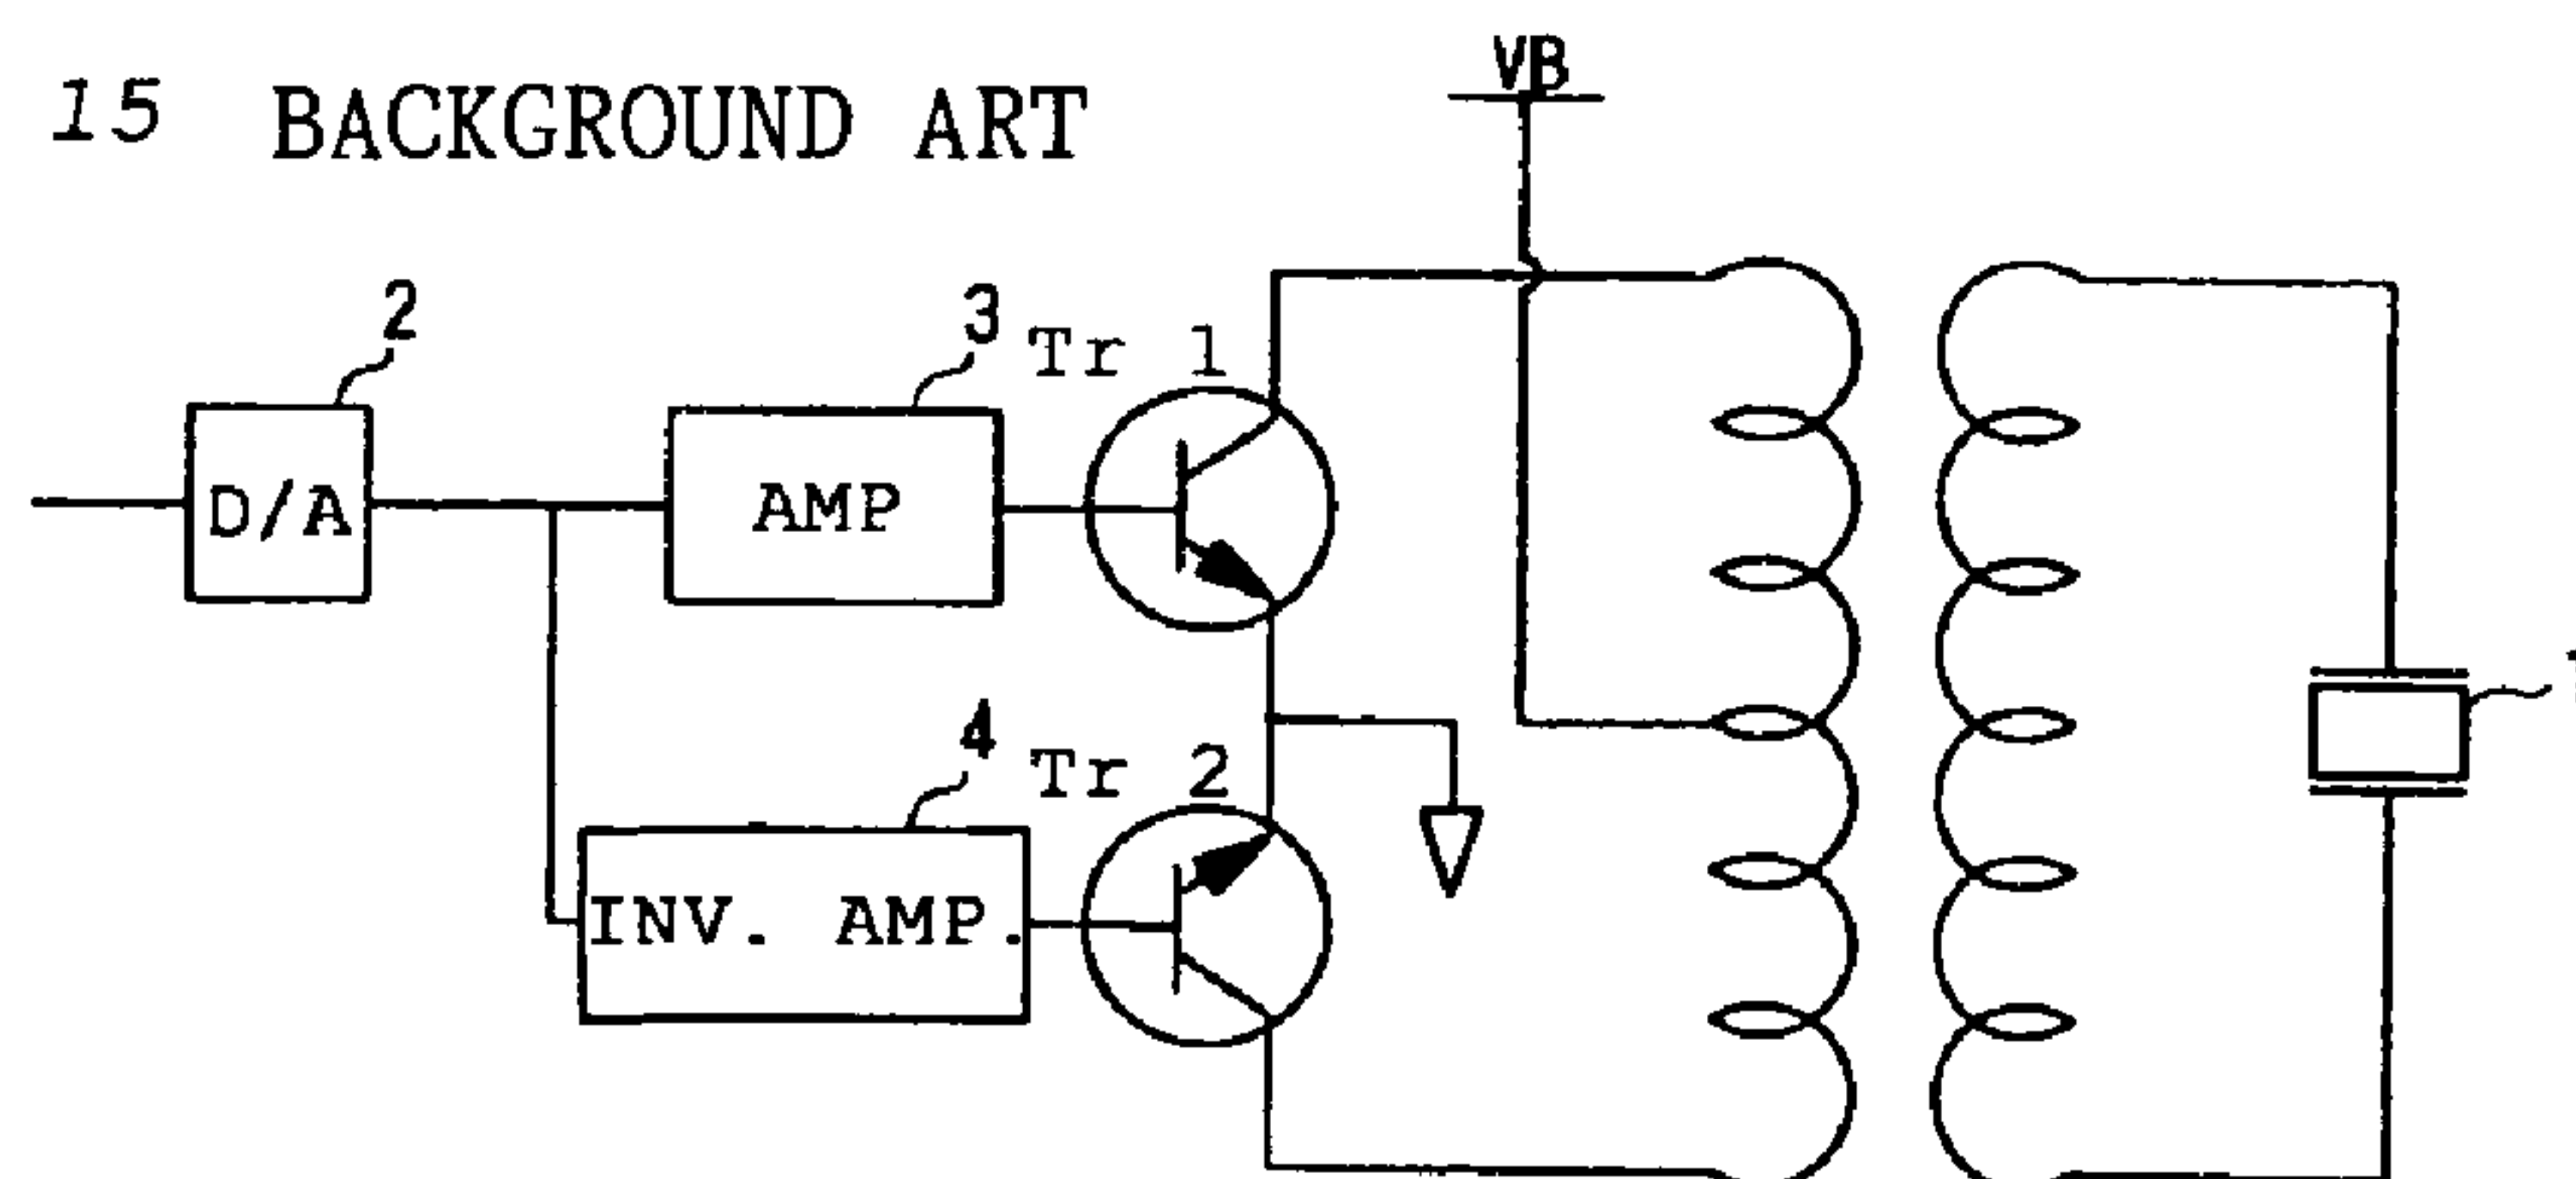 15 BACKGROUND ART
VB
2
3
Tr 1
D/A
AMP
4
Tr 2
INV. AMP.